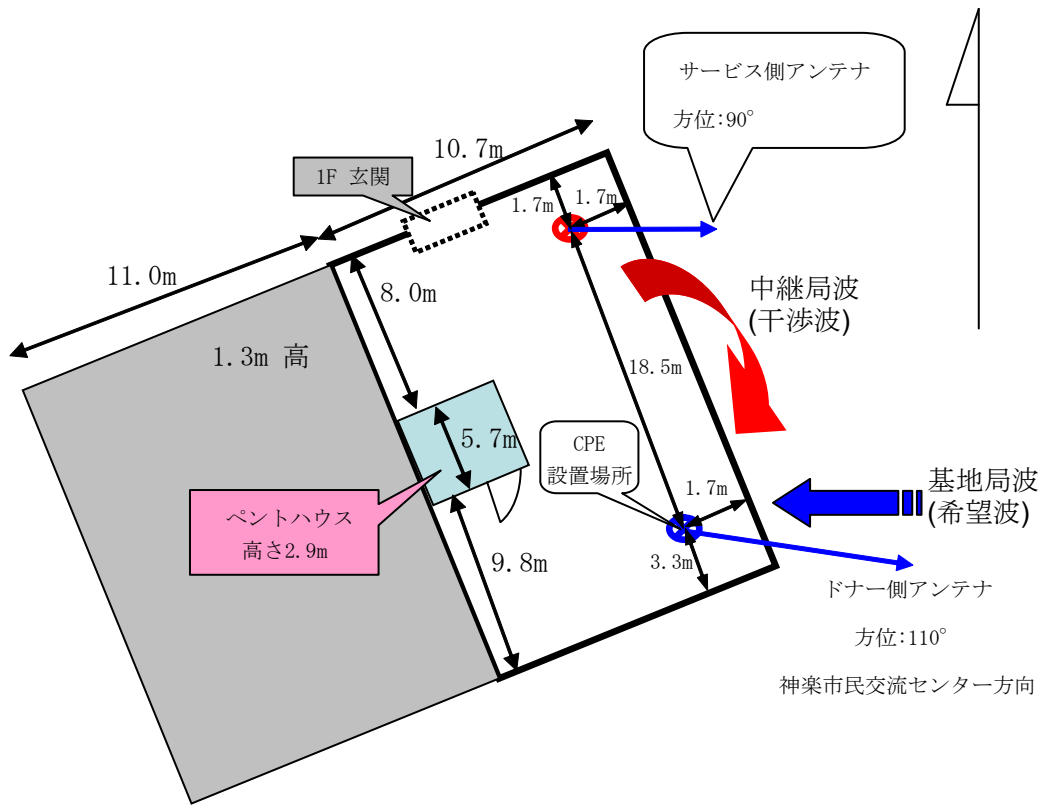 サービス側アンテナ
方位:90°
10.7m
1F 玄関
1.7m
1.7m
11.0m
8.0m
中継局波
(干渉波)
1.3m 高
18.5m
5.7m
CPE
設置場所
1.7m
基地局波
(希望波)
ペントハウス
高さ2.9m
9.8m
3.3m
ドナー側アンテナ
方位:110°
神楽市民交流センター方向